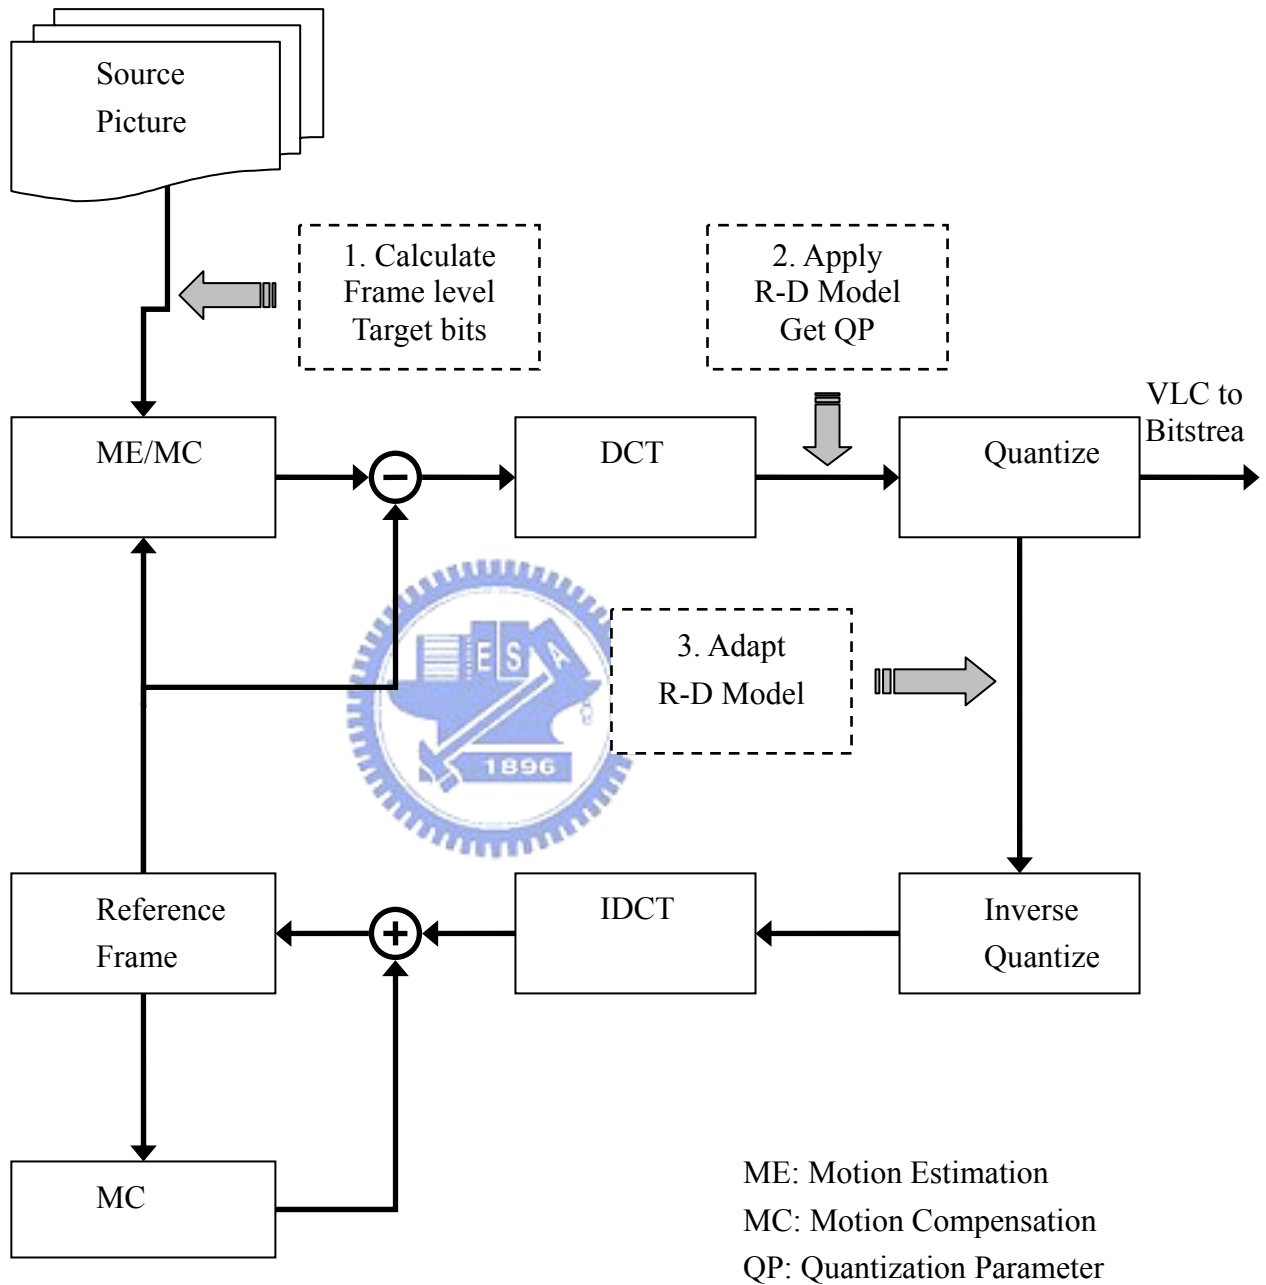 Source
Picture
1. Calculate
Frame level
Target bits
2. Apply
R-D Model
Get QP
VLC to
Bitstrea
ME/MC
−
DCT
Quantize
ESA
1896
3. Adapt
R-D Model
Reference
Frame
+
IDCT
Inverse
Quantize
MC
ME: Motion Estimation
MC: Motion Compensation
QP: Quantization Parameter